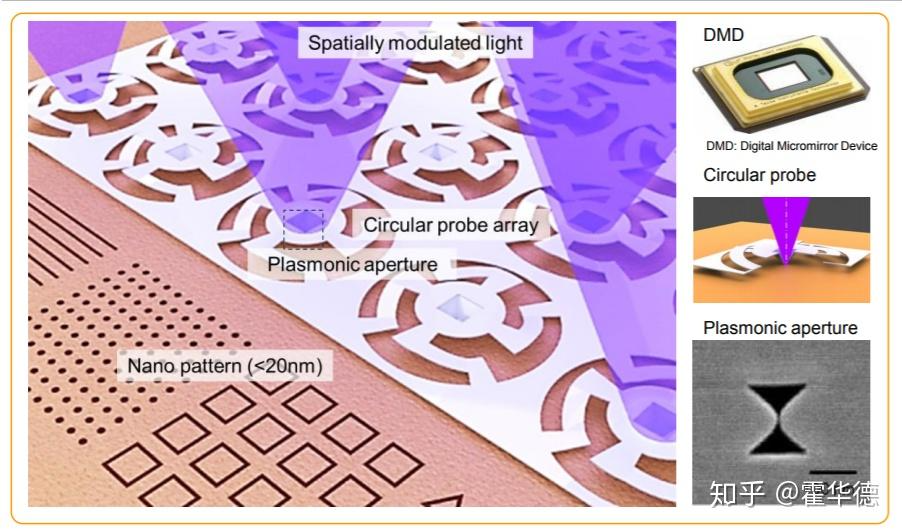 Spatially modulated light
Circular probe array
Plasmonic aperture
Nano pattern (<20nm)
DMD
DMD: Digital Micromirror Device
Circular probe
Plasmonic aperture
知乎 @霍华德